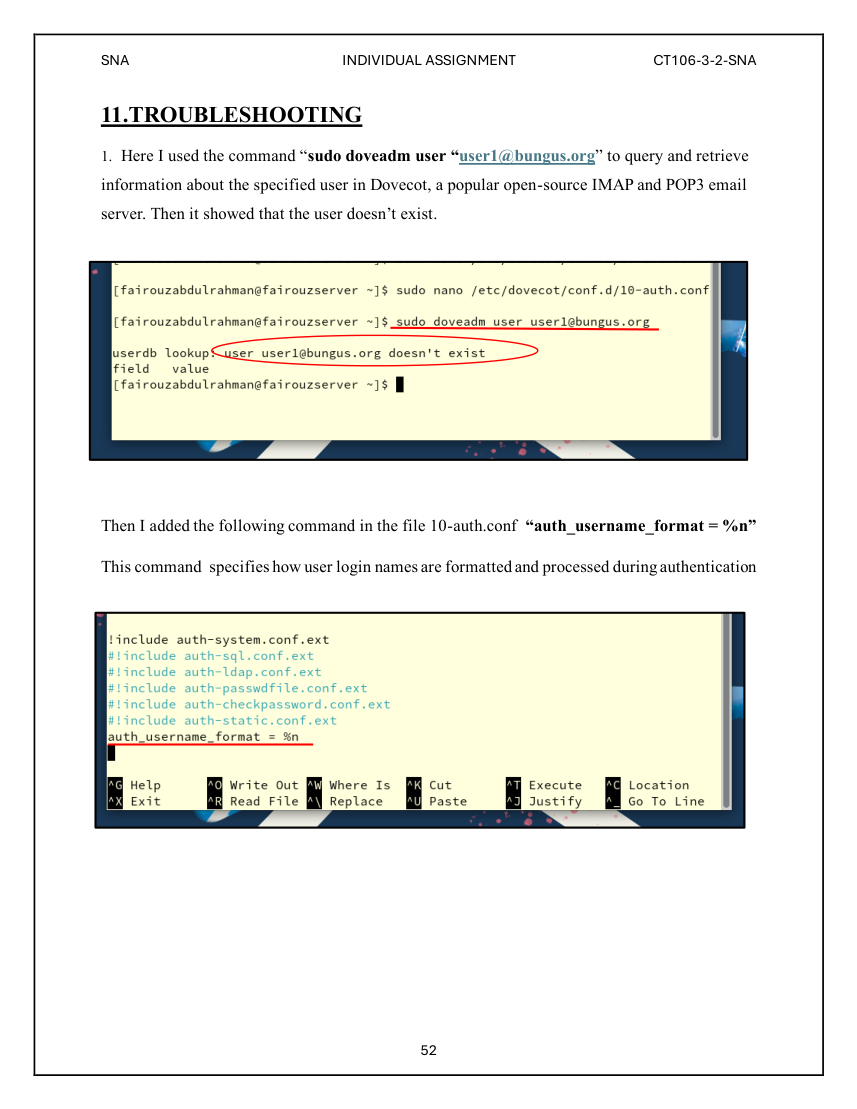 SNA INDIVIDUAL ASSIGNMENT CT106-3-2-SNA
11.TROUBLESHOOTING
1. Here I used the command “sudo doveadm user “user1@bungus.org” to query and retrieve
information about the specified user in Dovecot, a popular open-source IMAP and POP3 email
server. Then it showed that the user doesn’t exist.
[fairouzabdulrahman@fairouzserver ~]$ sudo nano /etc/dovecot/conf.d/10-auth.conf
[fairouzabdulrahman@fairouzserver ~]$ sudo doveadm user user1@bungus.org
userdb lookup: user user1@bungus.org doesn't exist
field value
[fairouzabdulrahman@fairouzserver ~]$
Then I added the following command in the file 10-auth.conf “auth_username_format = %n”
This command specifies how user login names are formatted and processed during authentication
!include auth-system.conf.ext
#!include auth-sql.conf.ext
#!include auth-ldap.conf.ext
#!include auth-passwdfile.conf.ext
#!include auth-checkpassword.conf.ext
#!include auth-static.conf.ext
auth_username_format = %n
^G Help ^O Write Out ^W Where Is ^K Cut ^T Execute ^C Location
^X Exit ^R Read File ^\ Replace ^U Paste ^J Justify ^_ Go To Line
52